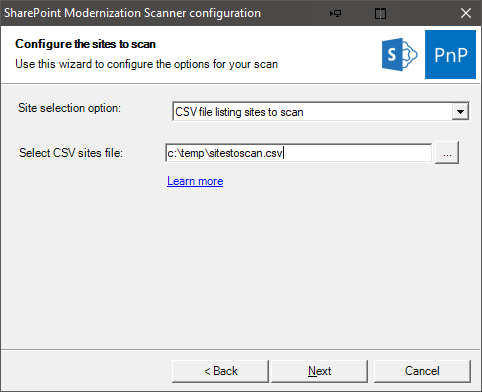 SharePoint Modernization Scanner configuration
Configure the sites to scan
Use this wizard to configure the options for your scan
S PnP
Site selection option: CSV file listing sites to scan
Select CSV sites file: c:\temp\sitestoscan.csv ...
Learn more
< Back Next Cancel